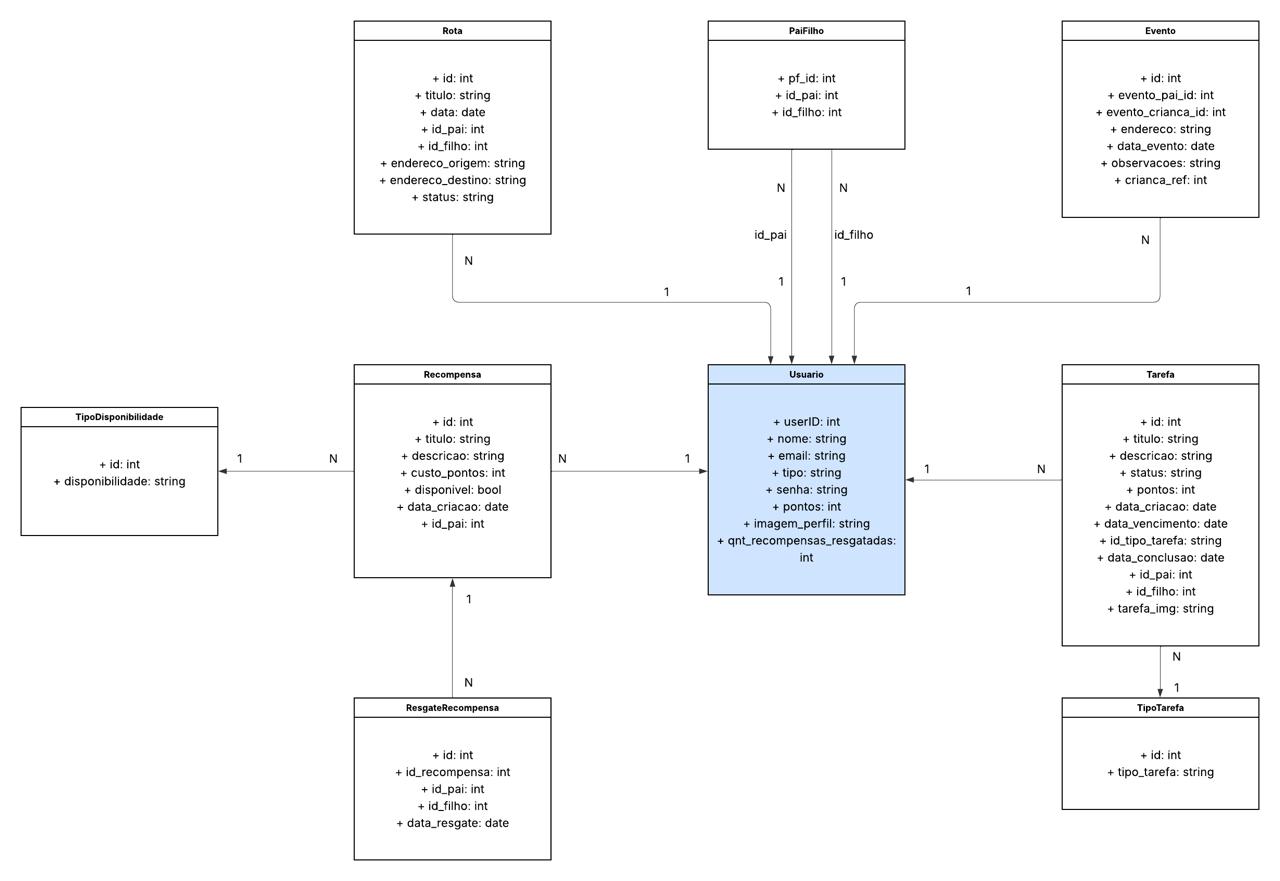 Rota
+ id: int
+ titulo: string
+ data: date
+ id_pai: int
+ id_filho: int
+ endereco_origem: string
+ endereco_destino: string
+ status: string
PaiFilho
+ pf_id: int
+ id_pai: int
+ id_filho: int
Evento
+ id: int
+ evento_pai_id: int
+ evento_crianca_id: int
+ endereco: string
+ data_evento: date
+ observacoes: string
+ crianca_ref: int
N
1
N
id_pai
1
N
id_filho
1
N
1
TipoDisponibilidade
+ id: int
+ disponibilidade: string
1
N
Recompensa
+ id: int
+ titulo: string
+ descricao: string
+ custo_pontos: int
+ disponivel: bool
+ data_criacao: date
+ id_pai: int
N
1
Usuario
+ userID: int
+ nome: string
+ email: string
+ tipo: string
+ senha: string
+ pontos: int
+ imagem_perfil: string
+ qnt_recompensas_resgatadas:
int
1
N
Tarefa
+ id: int
+ titulo: string
+ descricao: string
+ status: string
+ pontos: int
+ data_criacao: date
+ data_vencimento: date
+ id_tipo_tarefa: string
+ data_conclusao: date
+ id_pai: int
+ id_filho: int
+ tarefa_img: string
1
N
ResgateRecompensa
+ id: int
+ id_recompensa: int
+ id_pai: int
+ id_filho: int
+ data_resgate: date
N
1
TipoTarefa
+ id: int
+ tipo_tarefa: string